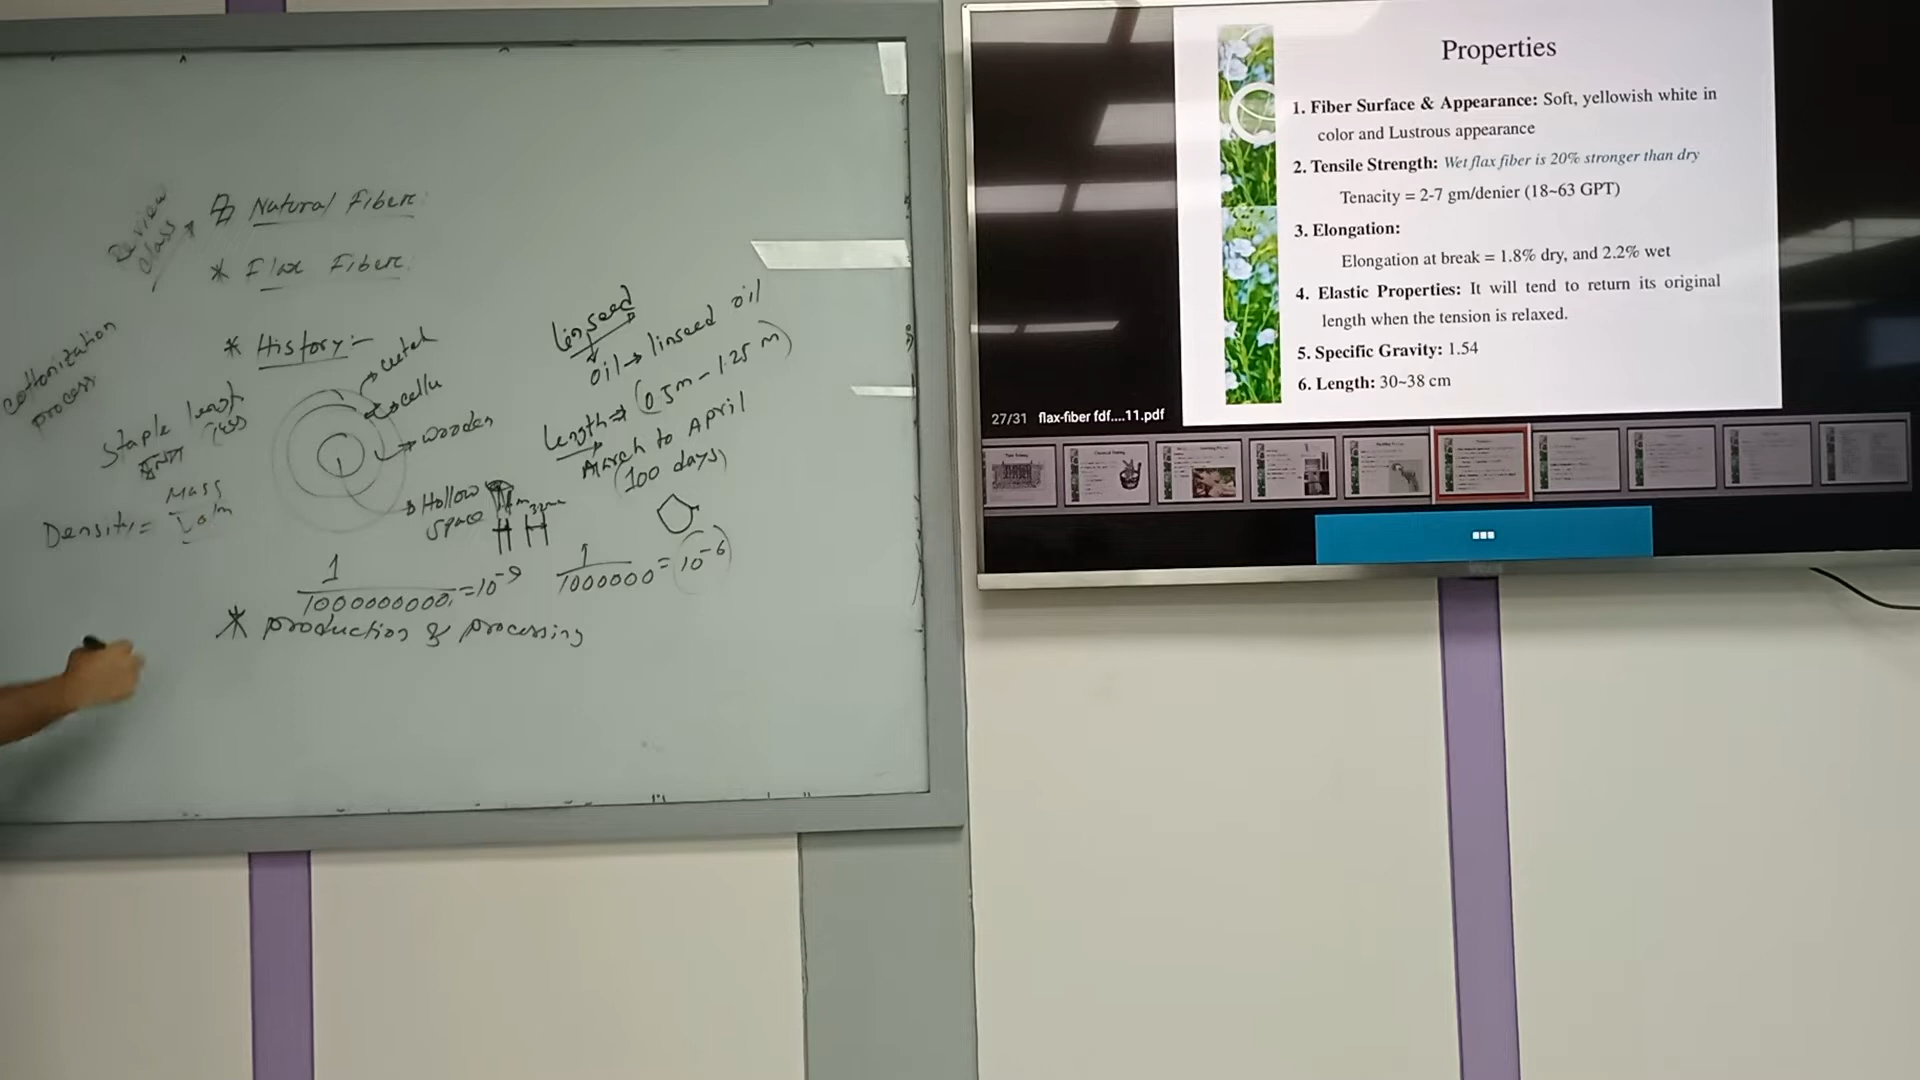 Review
class
Natural Fiber:
* Flax Fiber:
* History:-
cutel
wooden
Hollow
space
cottonization
process
Staple
Density = Mass
1
1000000000 = 10⁻⁹
1
1000000 = 10⁻⁶
* production & processing
Linseed
oil → linseed oil
Length ⇒ (0.5m - 1.25 m)
March to April
(100 days)
Properties
1. Fiber Surface & Appearance: Soft, yellowish white in
color and Lustrous appearance
2. Tensile Strength: Wet flax fiber is 20% stronger than dry
Tenacity = 2-7 gm/denier (18~63 GPT)
3. Elongation:
Elongation at break = 1.8% dry, and 2.2% wet
4. Elastic Properties: It will tend to return its original
length when the tension is relaxed.
5. Specific Gravity: 1.54
6. Length: 30~38 cm
27/31 flax-fiber fdf....11.pdf